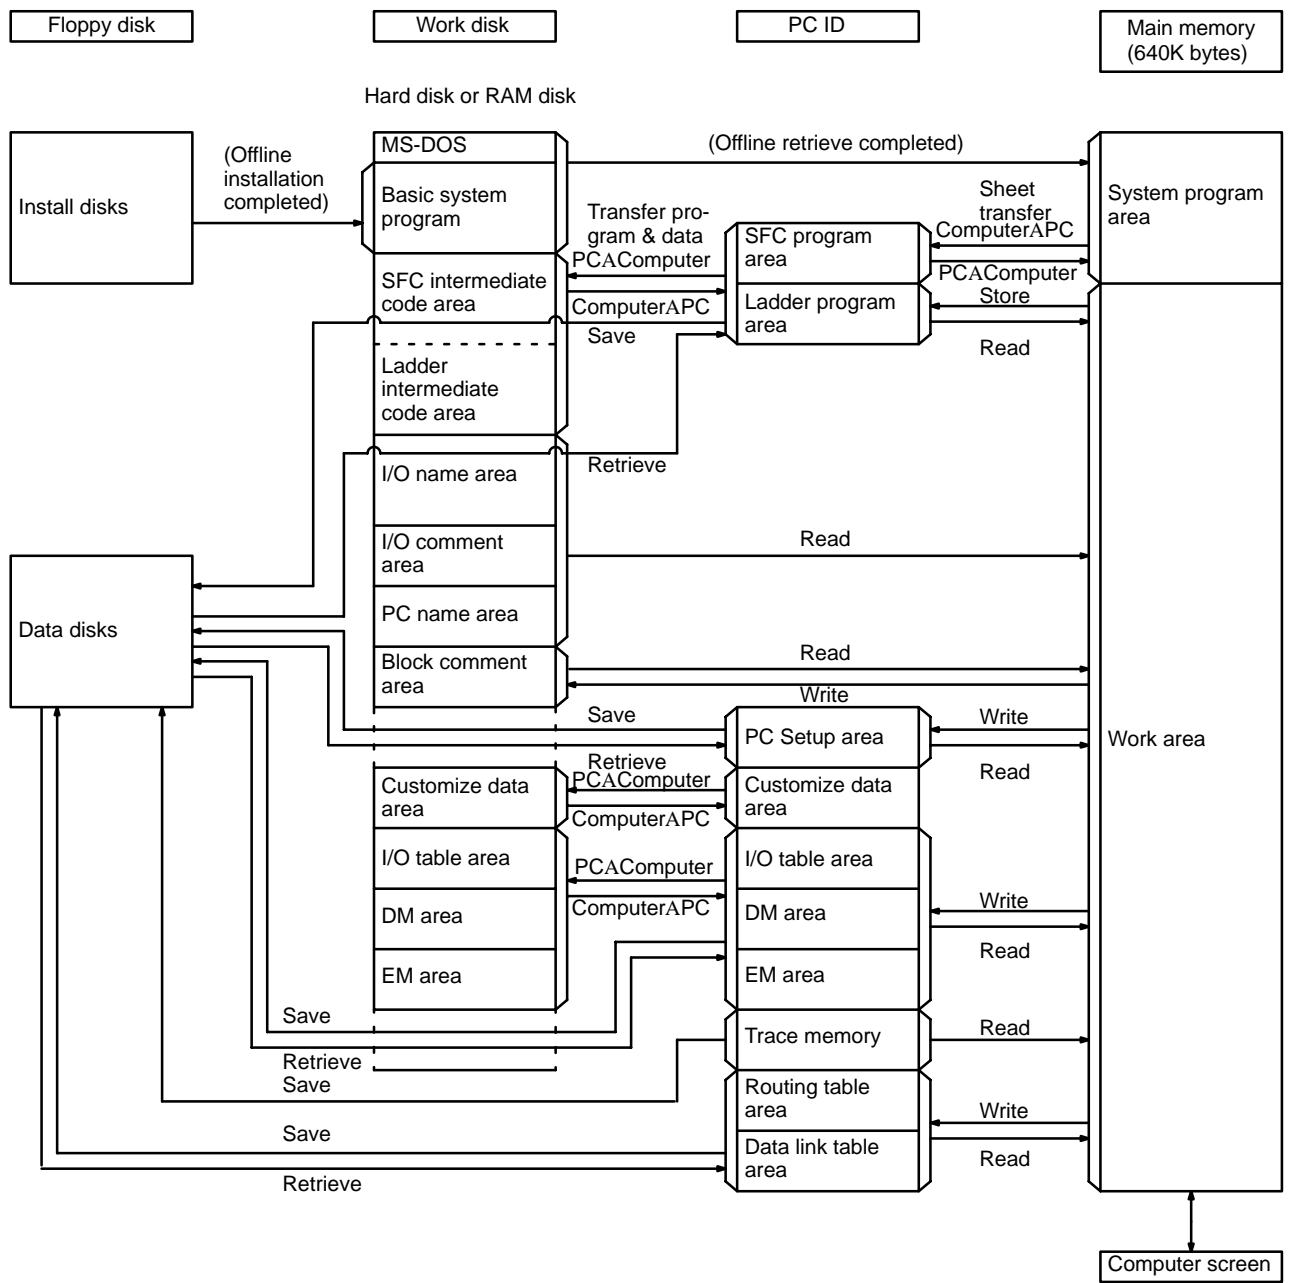 Floppy disk
Work disk
PC ID
Main memory
(640K bytes)
Hard disk or RAM disk
Install disks
(Offline
installation
completed)
MS-DOS
Basic system
program
(Offline retrieve completed)
System program
area
Transfer pro-
gram & data
PCAComputer
ComputerAPC
Save
SFC program
area
Ladder program
area
Sheet
transfer
ComputerAPC
PCAComputer
Store
Read
SFC intermediate
code area
Ladder
intermediate
code area
I/O name area
Retrieve
I/O comment
area
Read
PC name area
Data disks
Block comment
area
Read
Write
Save
Retrieve
PC Setup area
Write
Read
Work area
Customize data
area
PCAComputer
ComputerAPC
Customize data
area
I/O table area
PCAComputer
ComputerAPC
I/O table area
DM area
DM area
Write
Read
EM area
EM area
Save
Retrieve
Trace memory
Read
Save
Routing table
area
Write
Read
Save
Retrieve
Data link table
area
Computer screen